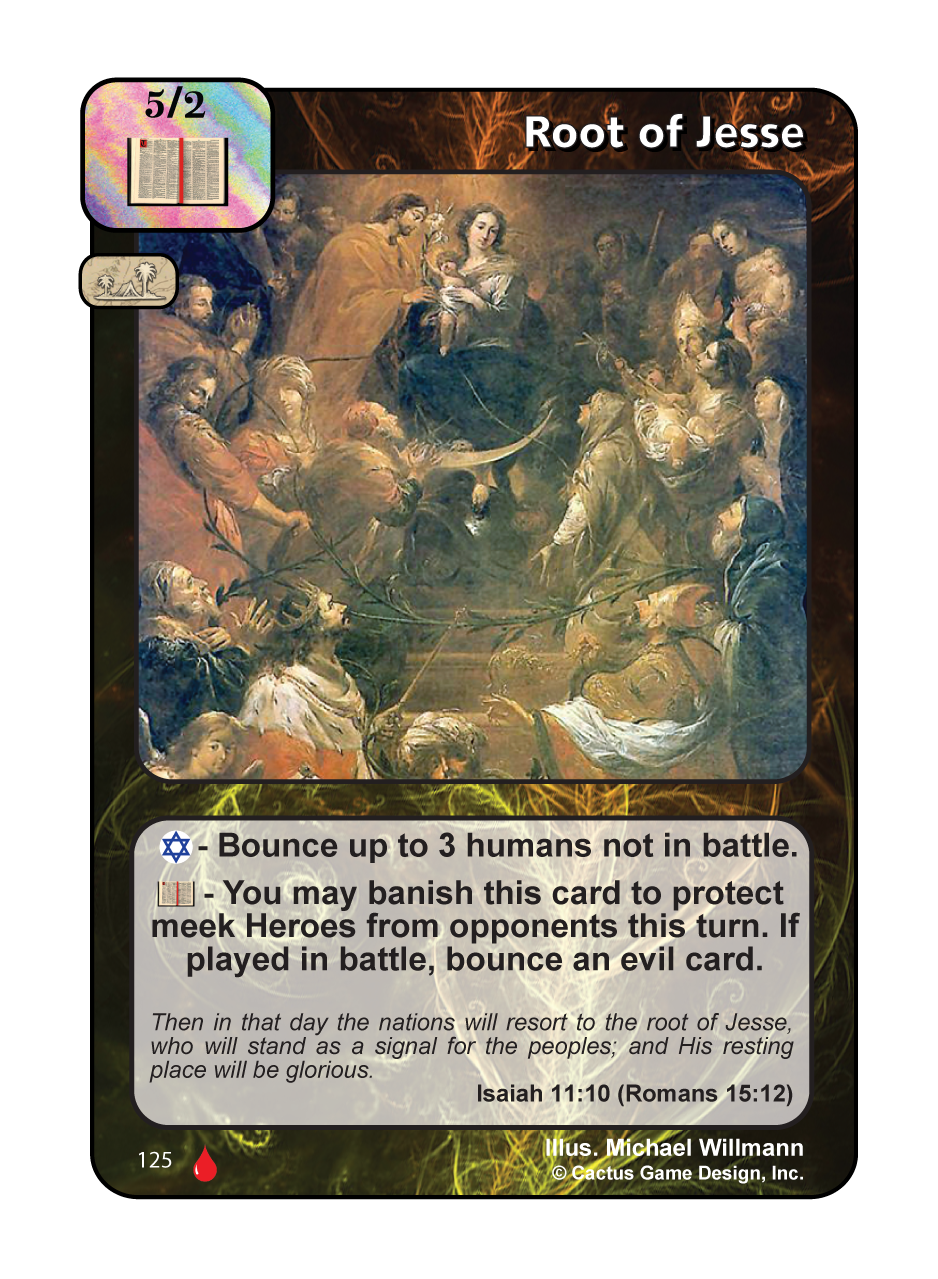 5/2
Root of Jesse
- Bounce up to 3 humans not in battle.
- You may banish this card to protect
meek Heroes from opponents this turn. If
played in battle, bounce an evil card.
Then in that day the nations will resort to the root of Jesse,
who will stand as a signal for the peoples; and His resting
place will be glorious.
Isaiah 11:10 (Romans 15:12)
125
Illus. Michael Willmann
© Cactus Game Design, Inc.